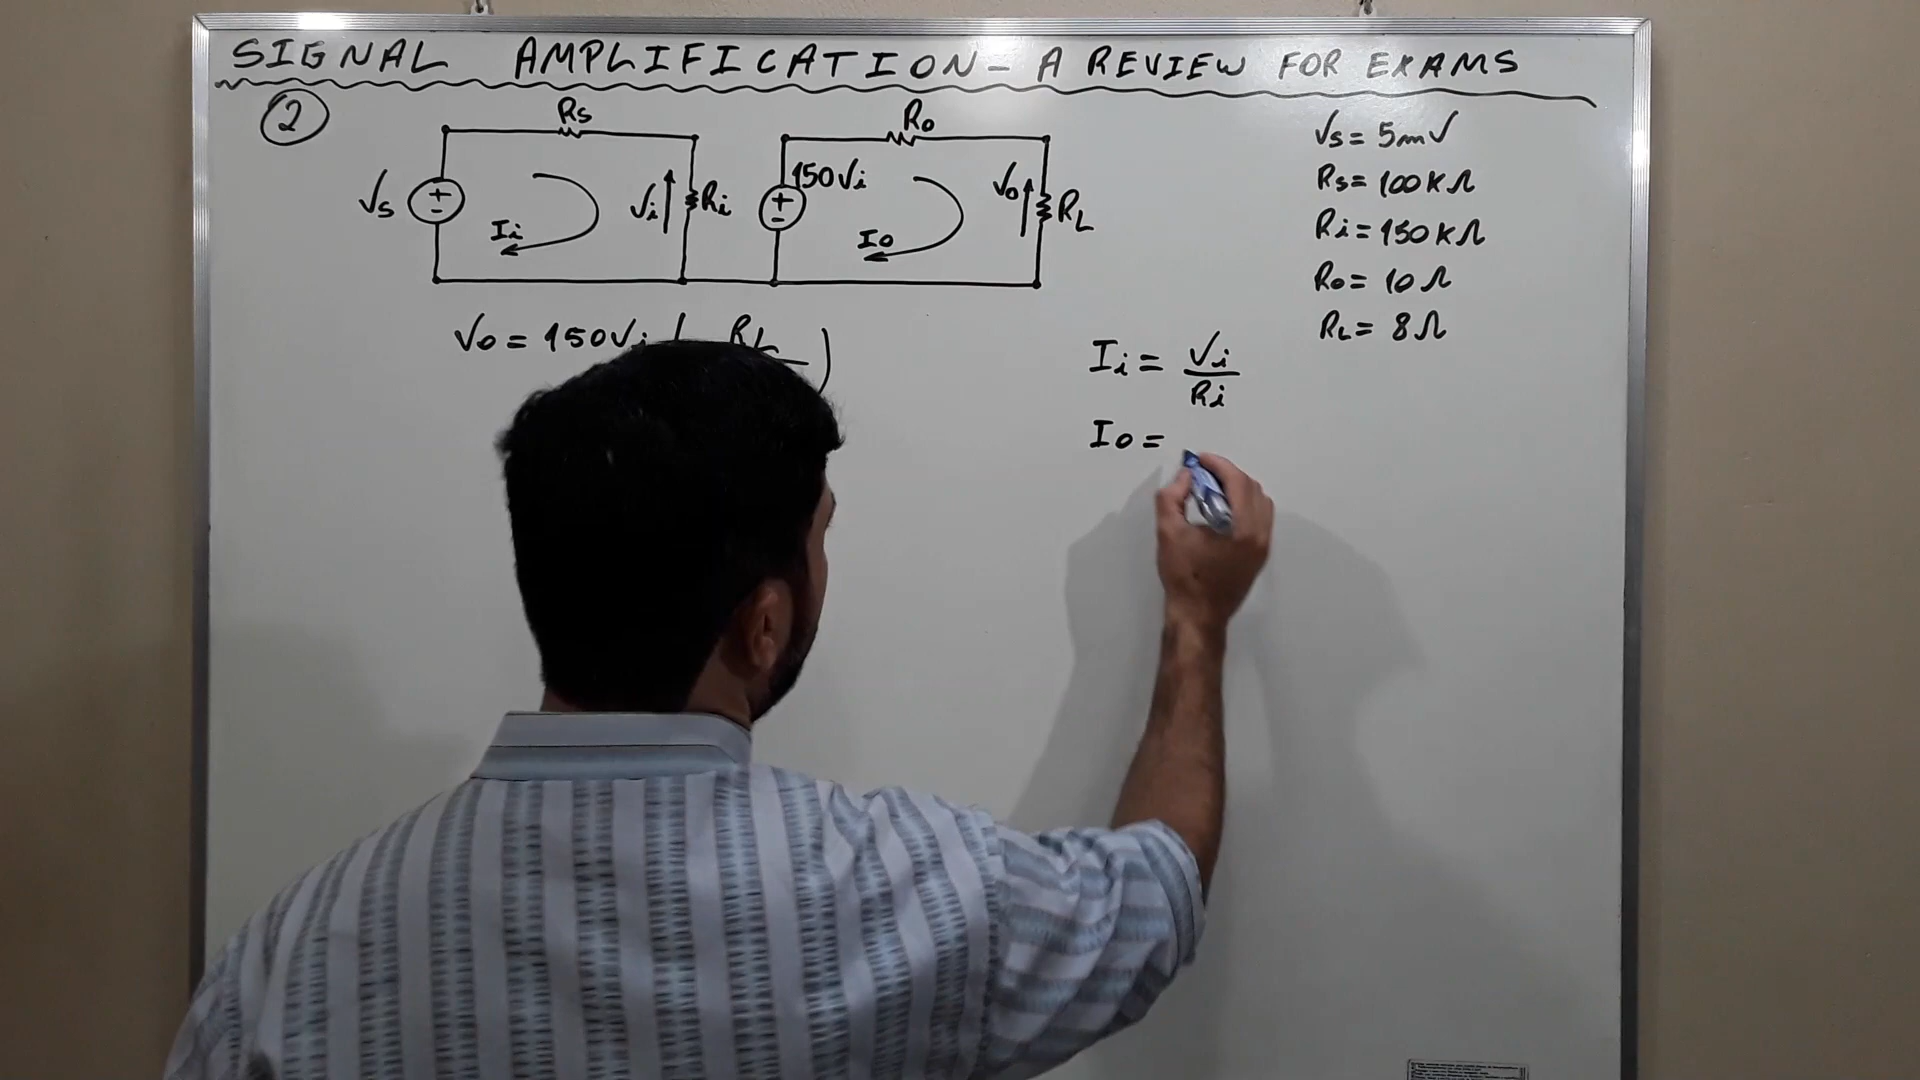 SIGNAL AMPLIFICATION - A REVIEW FOR EXAMS
2
Rs
Ro
Vs
+
-
Ii
Vi
Ri
150Vi
+
-
Io
Vo
RL
Vs = 5mV
Rs = 100KΩ
Ri = 150KΩ
Ro = 10Ω
RL = 8Ω
Vo = 150Vi ( RL )
Ii = Vi
Ri
Io =